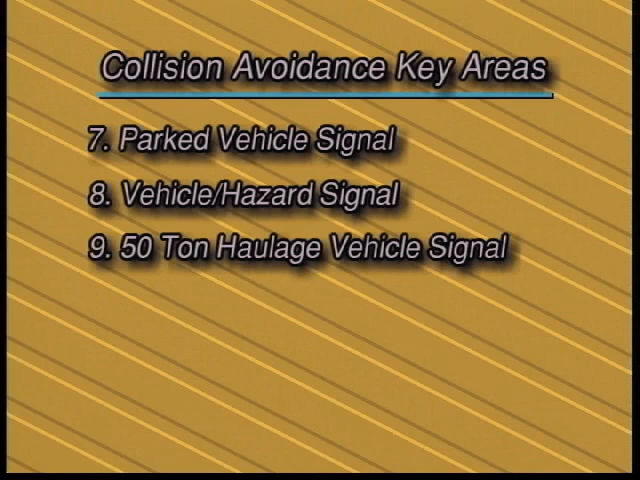 Collision Avoidance Key Areas
7. Parked Vehicle Signal
8. Vehicle/Hazard Signal
9. 50 Ton Haulage Vehicle Signal